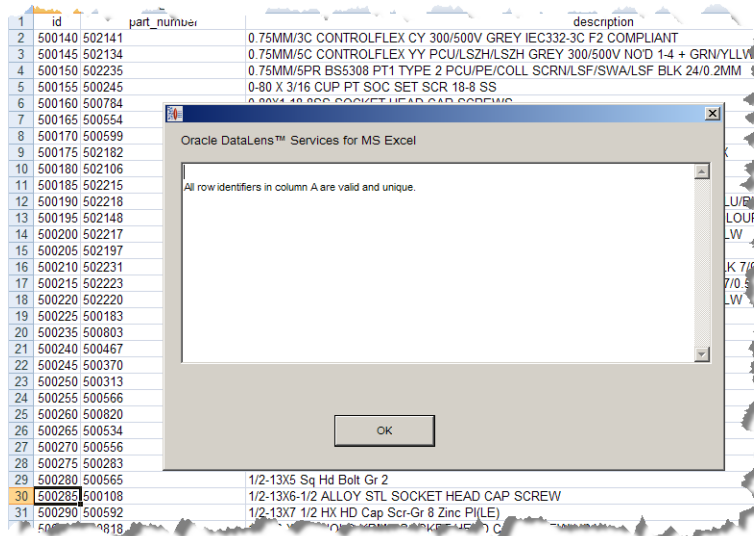 1 id part_number description
2 500140 502141 0.75MM/3C CONTROLFLEX CY 300/500V GREY IEC332-3C F2 COMPLIANT
3 500145 502134 0.75MM/5C CONTROLFLEX YY PCU/LSZH/LSZH GREY 300/500V NO'D 1-4 + GRN/YLLW
4 500150 502235 0.75MM/5PR BS5308 PT1 TYPE 2 PCU/PE/COLL SCRN/LSF/SWA/LSF BLK 24/0.2MM
5 500155 500245 0-80 X 3/16 CUP PT SOC SET SCR 18-8 SS
6 500160 500784 0-80X1 18-8SS SOCKET HEAD CAP SCREWS
7 500165 500554
8 500170 500599
9 500175 502182
10 500180 502106
11 500185 502215
12 500190 502218
13 500195 502148
14 500200 502217 LW
15 500205 502197
16 500210 502231
17 500215 502223
18 500220 502220 LW
19 500225 500183
20 500235 500803
21 500240 500467
22 500245 500370
23 500250 500313
24 500255 500566
25 500260 500820
26 500265 500534
27 500270 500556
28 500275 500283
29 500280 500565 1/2-13X5 Sq Hd Bolt Gr 2
30 500285 500108 1/2-13X6-1/2 ALLOY STL SOCKET HEAD CAP SCREW
31 500290 500592 1/2-13X7 1/2 HX HD Cap Scr-Gr 8 Zinc Pl(LE)
Oracle DataLens™ Services for MS Excel
All row identifiers in column A are valid and unique.
OK